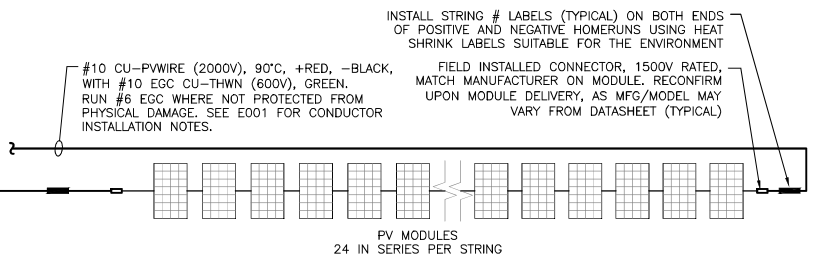 INSTALL STRING # LABELS (TYPICAL) ON BOTH ENDS
OF POSITIVE AND NEGATIVE HOMERUNS USING HEAT
SHRINK LABELS SUITABLE FOR THE ENVIRONMENT
#10 CU-PVWIRE (2000V), 90°C, +RED, -BLACK,
WITH #10 EGC CU-THWN (600V), GREEN.
RUN #6 EGC WHERE NOT PROTECTED FROM
PHYSICAL DAMAGE. SEE E001 FOR CONDUCTOR
INSTALLATION NOTES.
FIELD INSTALLED CONNECTOR, 1500V RATED,
MATCH MANUFACTURER ON MODULE. RECONFIRM
UPON MODULE DELIVERY, AS MFG/MODEL MAY
VARY FROM DATASHEET (TYPICAL)
PV MODULES
24 IN SERIES PER STRING